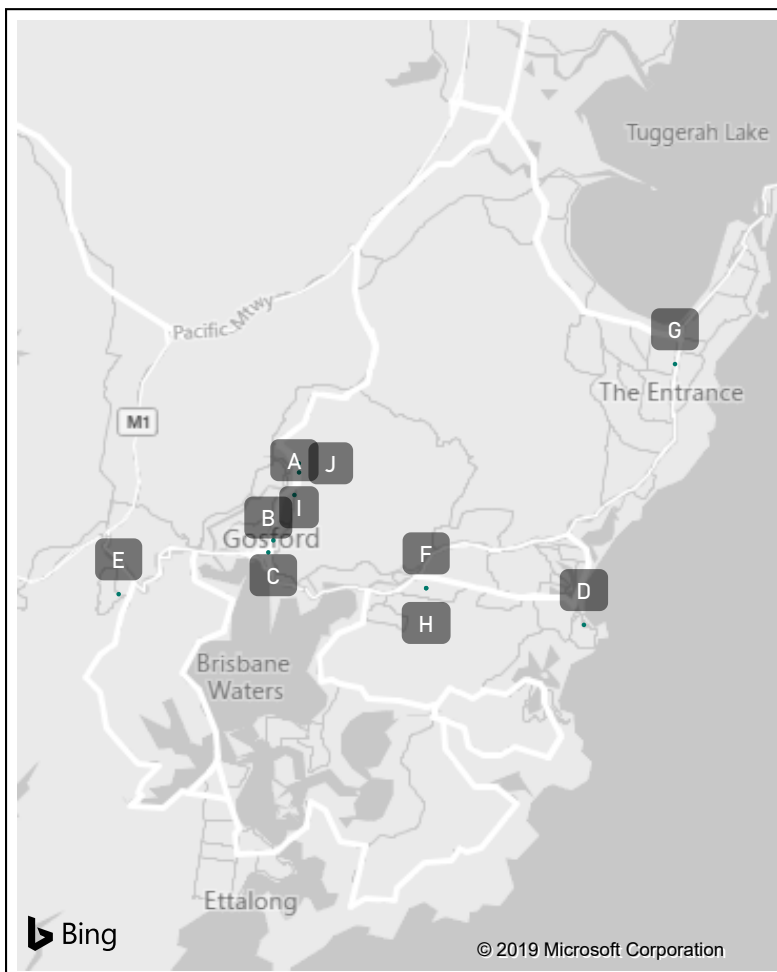 Tuggerah Lake
Pacific Mtwy
G
The Entrance
M1
A
J
I
B
Gosford
E
F
C
D
H
Brisbane
Waters
Ettalong
Bing
© 2019 Microsoft Corporation